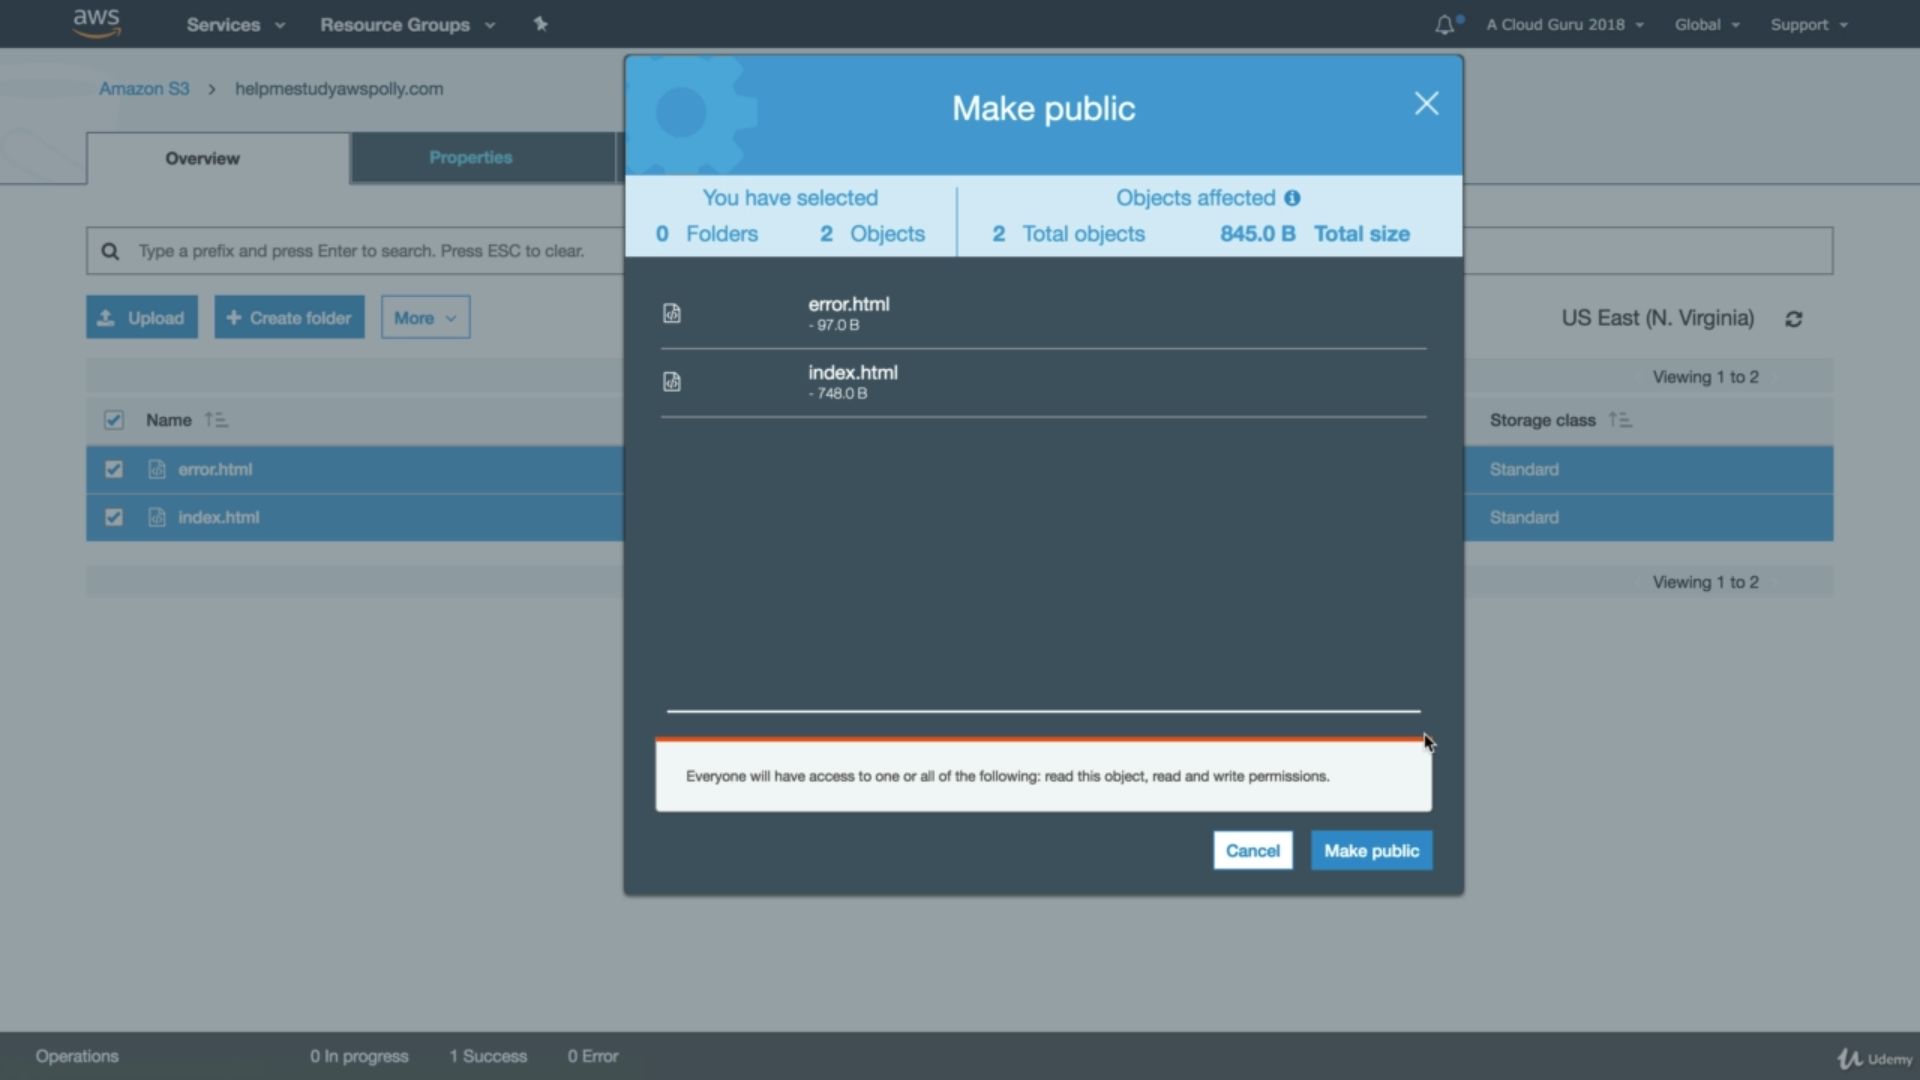 aws
Services
Resource Groups
A Cloud Guru 2018
Global
Support
Amazon S3 > helpmestudyawspolly.com
Overview
Properties
Type a prefix and press Enter to search. Press ESC to clear.
Upload
+ Create folder
More
US East (N. Virginia)
Viewing 1 to 2
Name
Storage class
error.html
Standard
index.html
Standard
Viewing 1 to 2
Make public
You have selected
0 Folders 2 Objects
Objects affected
2 Total objects 845.0 B Total size
error.html
- 97.0 B
index.html
- 748.0 B
Everyone will have access to one or all of the following: read this object, read and write permissions.
Cancel
Make public
Operations
0 In progress
1 Success
0 Error
Udemy